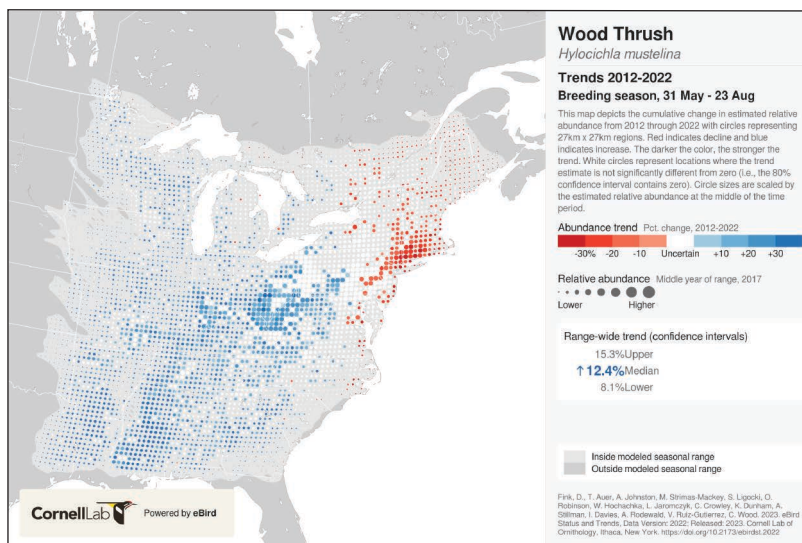 Wood Thrush
Hylocichla mustelina
Trends 2012-2022
Breeding season, 31 May - 23 Aug
This map depicts the cumulative change in estimated relative
abundance from 2012 through 2022 with circles representing
27km x 27km regions. Red indicates decline and blue
indicates increase. The darker the color, the stronger the
trend. White circles represent locations where the trend
estimate is not significantly different from zero (i.e., the 80%
confidence interval contains zero). Circle sizes are scaled by
the estimated relative abundance at the middle of the time
period.
Abundance trend Pct. change, 2012-2022
-30% -20 -10 Uncertain +10 +20 +30
Relative abundance Middle year of range, 2017
Lower Higher
Range-wide trend (confidence intervals)
15.3%Upper
↑12.4%Median
8.1%Lower
Inside modeled seasonal range
Outside modeled seasonal range
Fink, D., T. Auer, A. Johnston, M. Strimas-Mackey, S. Ligocki, O.
Robinson, W. Hochachka, L. Jaromczyk, C. Crowley, K. Dunham, A.
Stillman, I. Davies, A. Rodewald, V. Ruiz-Gutierrez, C. Wood. 2023. eBird
Status and Trends, Data Version: 2022; Released: 2023. Cornell Lab of
Ornithology, Ithaca, New York. https://doi.org/10.2173/ebirdst.2022
CornellLab Powered by eBird